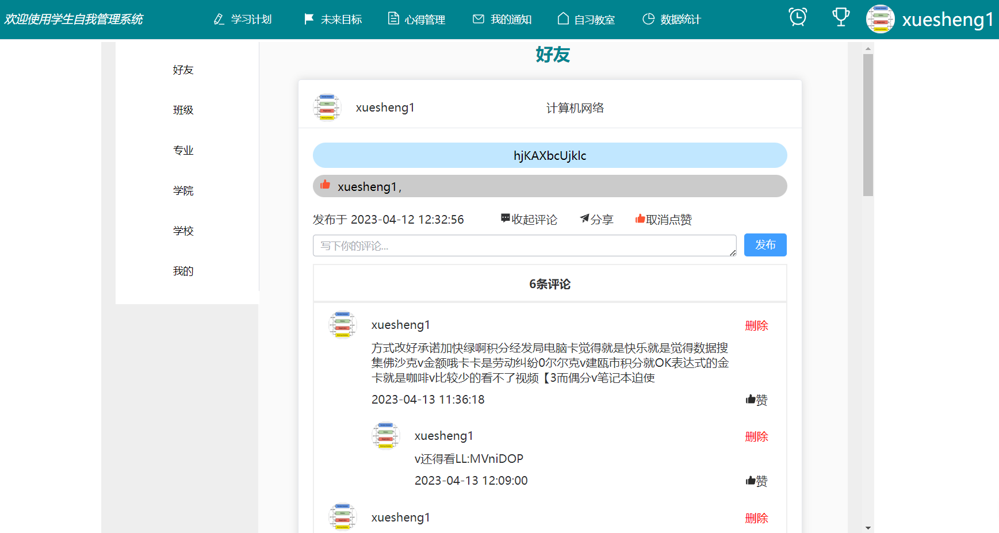 欢迎使用学生自我管理系统
学习计划
未来目标
心得管理
我的通知
自习教室
数据统计
xuesheng1
好友
班级
专业
学院
学校
我的
好友
xuesheng1
计算机网络
hjKAXbcUjklc
xuesheng1,
发布于 2023-04-12 12:32:56
收起评论
分享
取消点赞
写下你的评论...
发布
6条评论
xuesheng1
删除
方式改好承诺加快绿啊积分经发局电脑卡觉得就是快乐就是觉得数据搜
集佛沙克v金额哦卡卡是劳动纠纷0尔尔克v建瓯市积分就OK表达式的金
卡就是咖啡v比较少的看不了视频【3而偶分v笔记本迫使
2023-04-13 11:36:18
赞
xuesheng1
删除
v还得看LL:MVniDOP
2023-04-13 12:09:00
赞
xuesheng1
删除